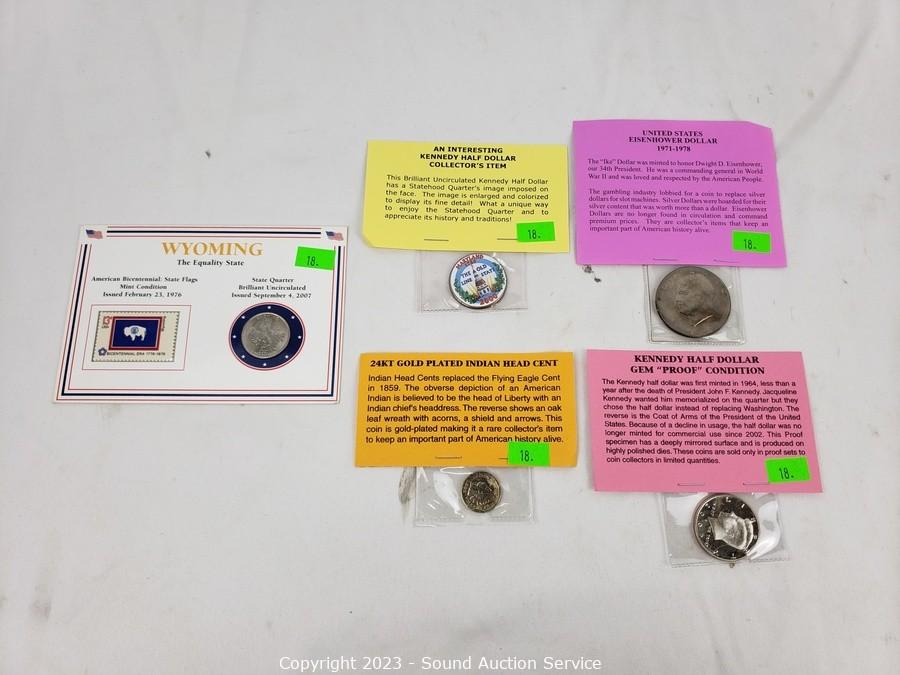 WYOMING
The Equality State
18.
American Bicentennial: State Flags
Mint Condition
Issued February 23, 1976
State Quarter
Brilliant Uncirculated
Issued September 4, 2007
13
USA
BICENTENNIAL ERA 1776-1976
AN INTERESTING
KENNEDY HALF DOLLAR
COLLECTOR'S ITEM
This Brilliant Uncirculated Kennedy Half Dollar
has a Statehood Quarter's image imposed on
the face. The image is enlarged and colorized
to display its fine detail! What a unique way
to enjoy the Statehood Quarter and to
appreciate its history and traditions!
18.
MARYLAND
1788
THE OLD
LINE STATE
2000
UNITED STATES
EISENHOWER DOLLAR
1971-1978
The "Ike" Dollar was minted to honor Dwight D. Eisenhower,
our 34th President. He was a commanding general in World
War II and was loved and respected by the American People.
The gambling industry lobbied for a coin to replace silver
dollars for slot machines. Silver Dollars were hoarded for their
silver content that was worth more than a dollar. Eisenhower
Dollars are no longer found in circulation and command
premium prices. They are collector's items that keep an
important part of American history alive.
18.
24KT GOLD PLATED INDIAN HEAD CENT
Indian Head Cents replaced the Flying Eagle Cent
in 1859. The obverse depiction of an American
Indian is believed to be the head of Liberty with an
Indian chief's headdress. The reverse shows an oak
leaf wreath with acorns, a shield and arrows. This
coin is gold-plated making it a rare collector's item
to keep an important part of American history alive.
18.
KENNEDY HALF DOLLAR
GEM "PROOF" CONDITION
The Kennedy half dollar was first minted in 1964, less than a
year after the death of President John F. Kennedy. Jacqueline
Kennedy wanted him memorialized on the quarter but they
chose the half dollar instead of replacing Washington. The
reverse is the Coat of Arms of the President of the United
States. Because of a decline in usage, the half dollar was no
longer minted for commercial use since 2002. This Proof
specimen has a deeply mirrored surface and is produced on
highly polished dies. These coins are sold only in proof sets to
coin collectors in limited quantities.
18.
Copyright 2023 - Sound Auction Service